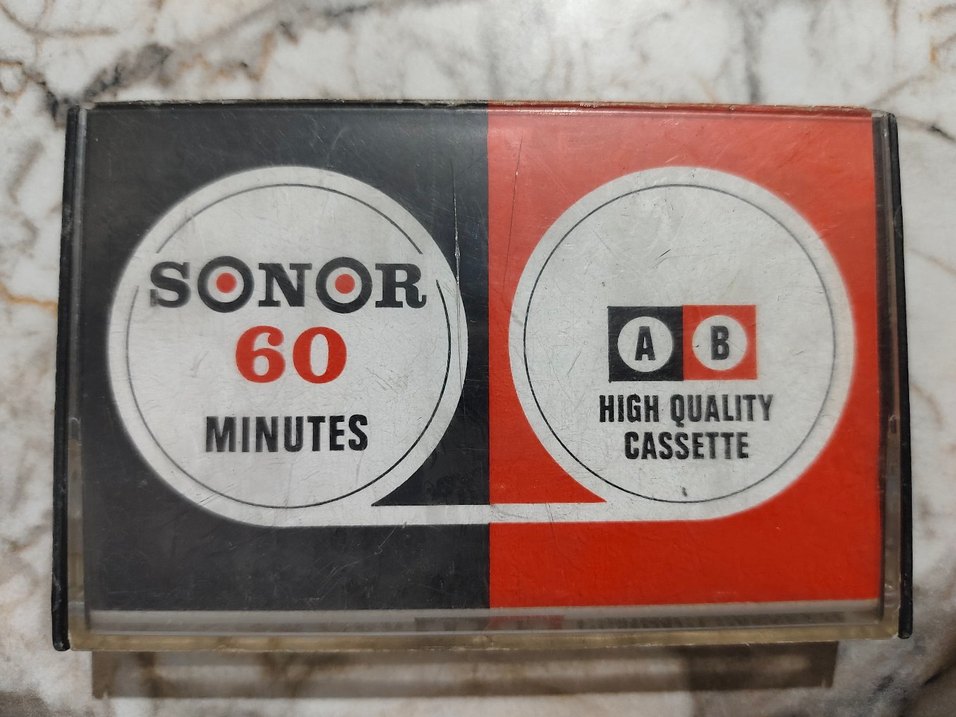 SONOR
60
MINUTES
A B
HIGH QUALITY
CASSETTE